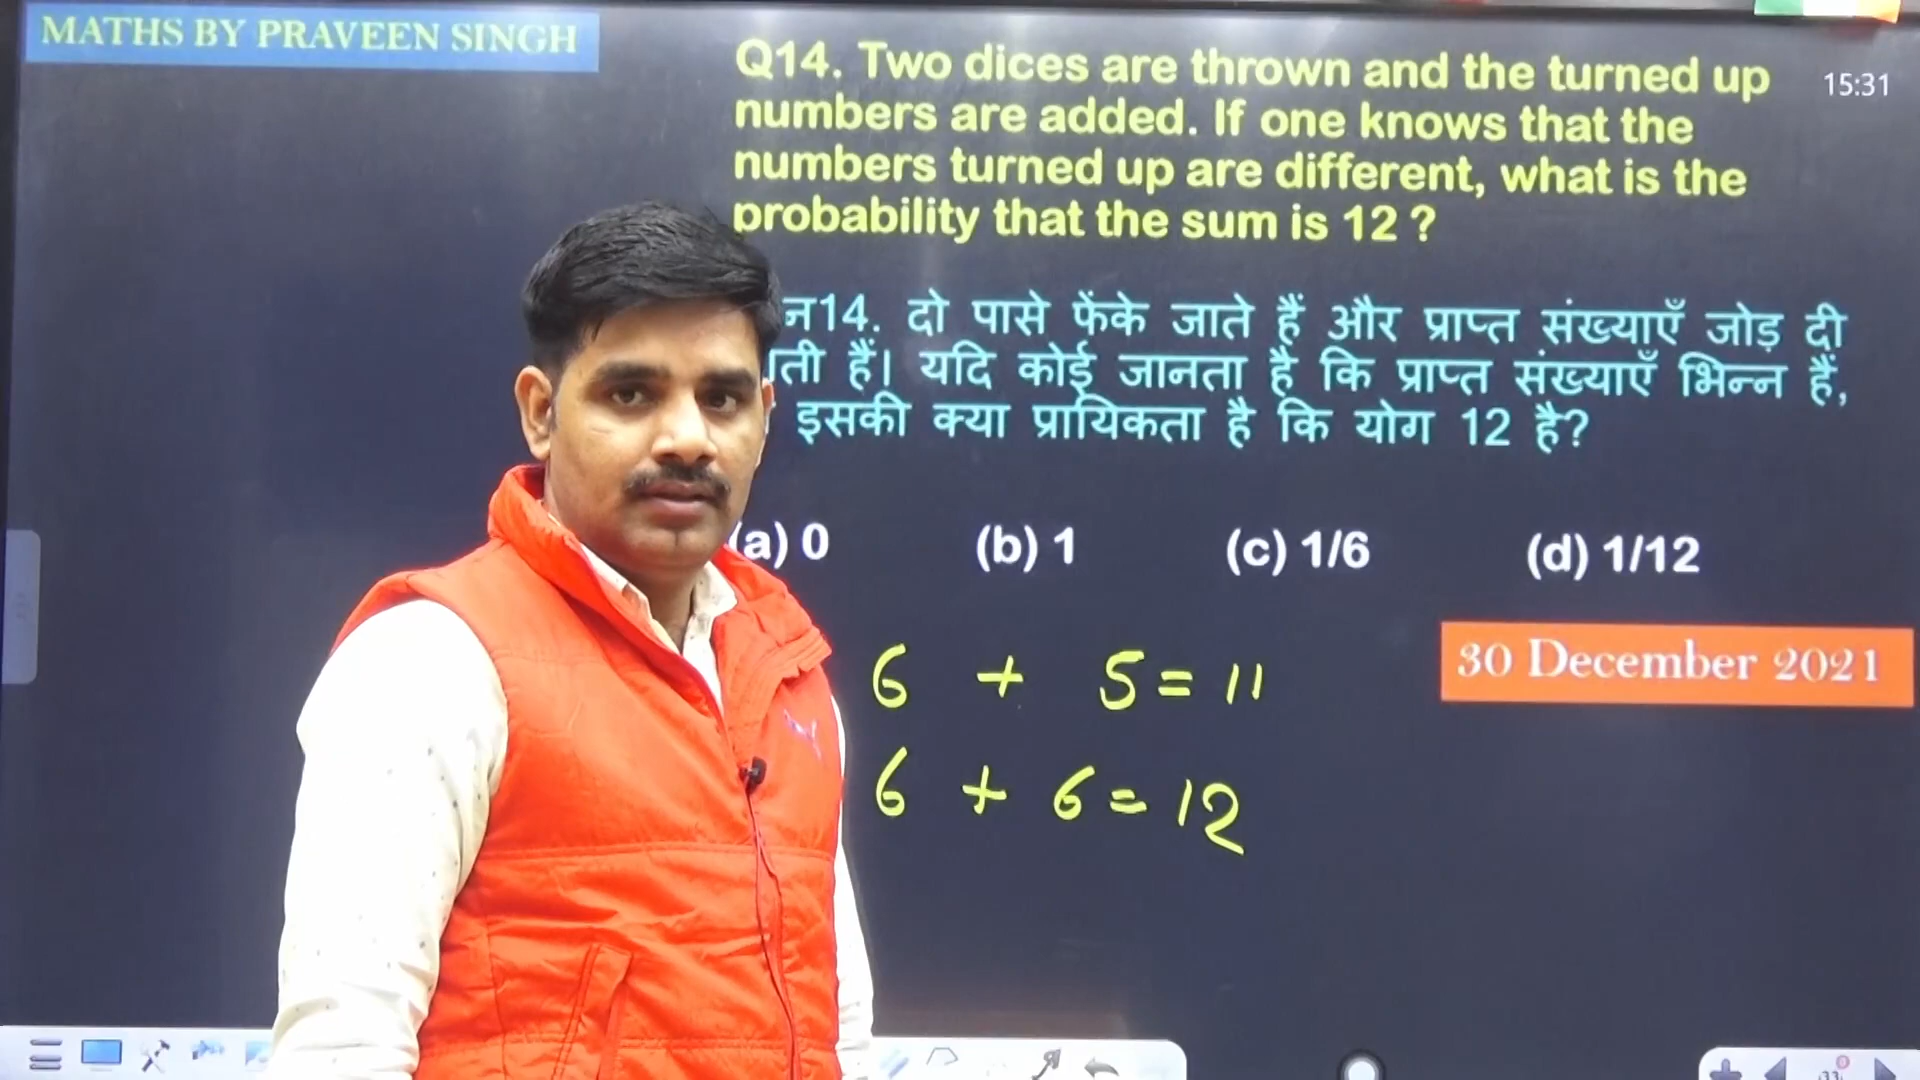 MATHS BY PRAVEEN SINGH
Q14. Two dices are thrown and the turned up
numbers are added. If one knows that the
numbers turned up are different, what is the
probability that the sum is 12 ?
15:31
न14. दो पासे फेंके जाते हैं और प्राप्त संख्याएँ जोड़ दी
ती हैं। यदि कोई जानता है कि प्राप्त संख्याएँ भिन्न हैं,
इसकी क्या प्रायिकता है कि योग 12 है?
(a) 0 (b) 1 (c) 1/6 (d) 1/12
30 December 2021
6 + 5 = 11
6 + 6 = 12
33